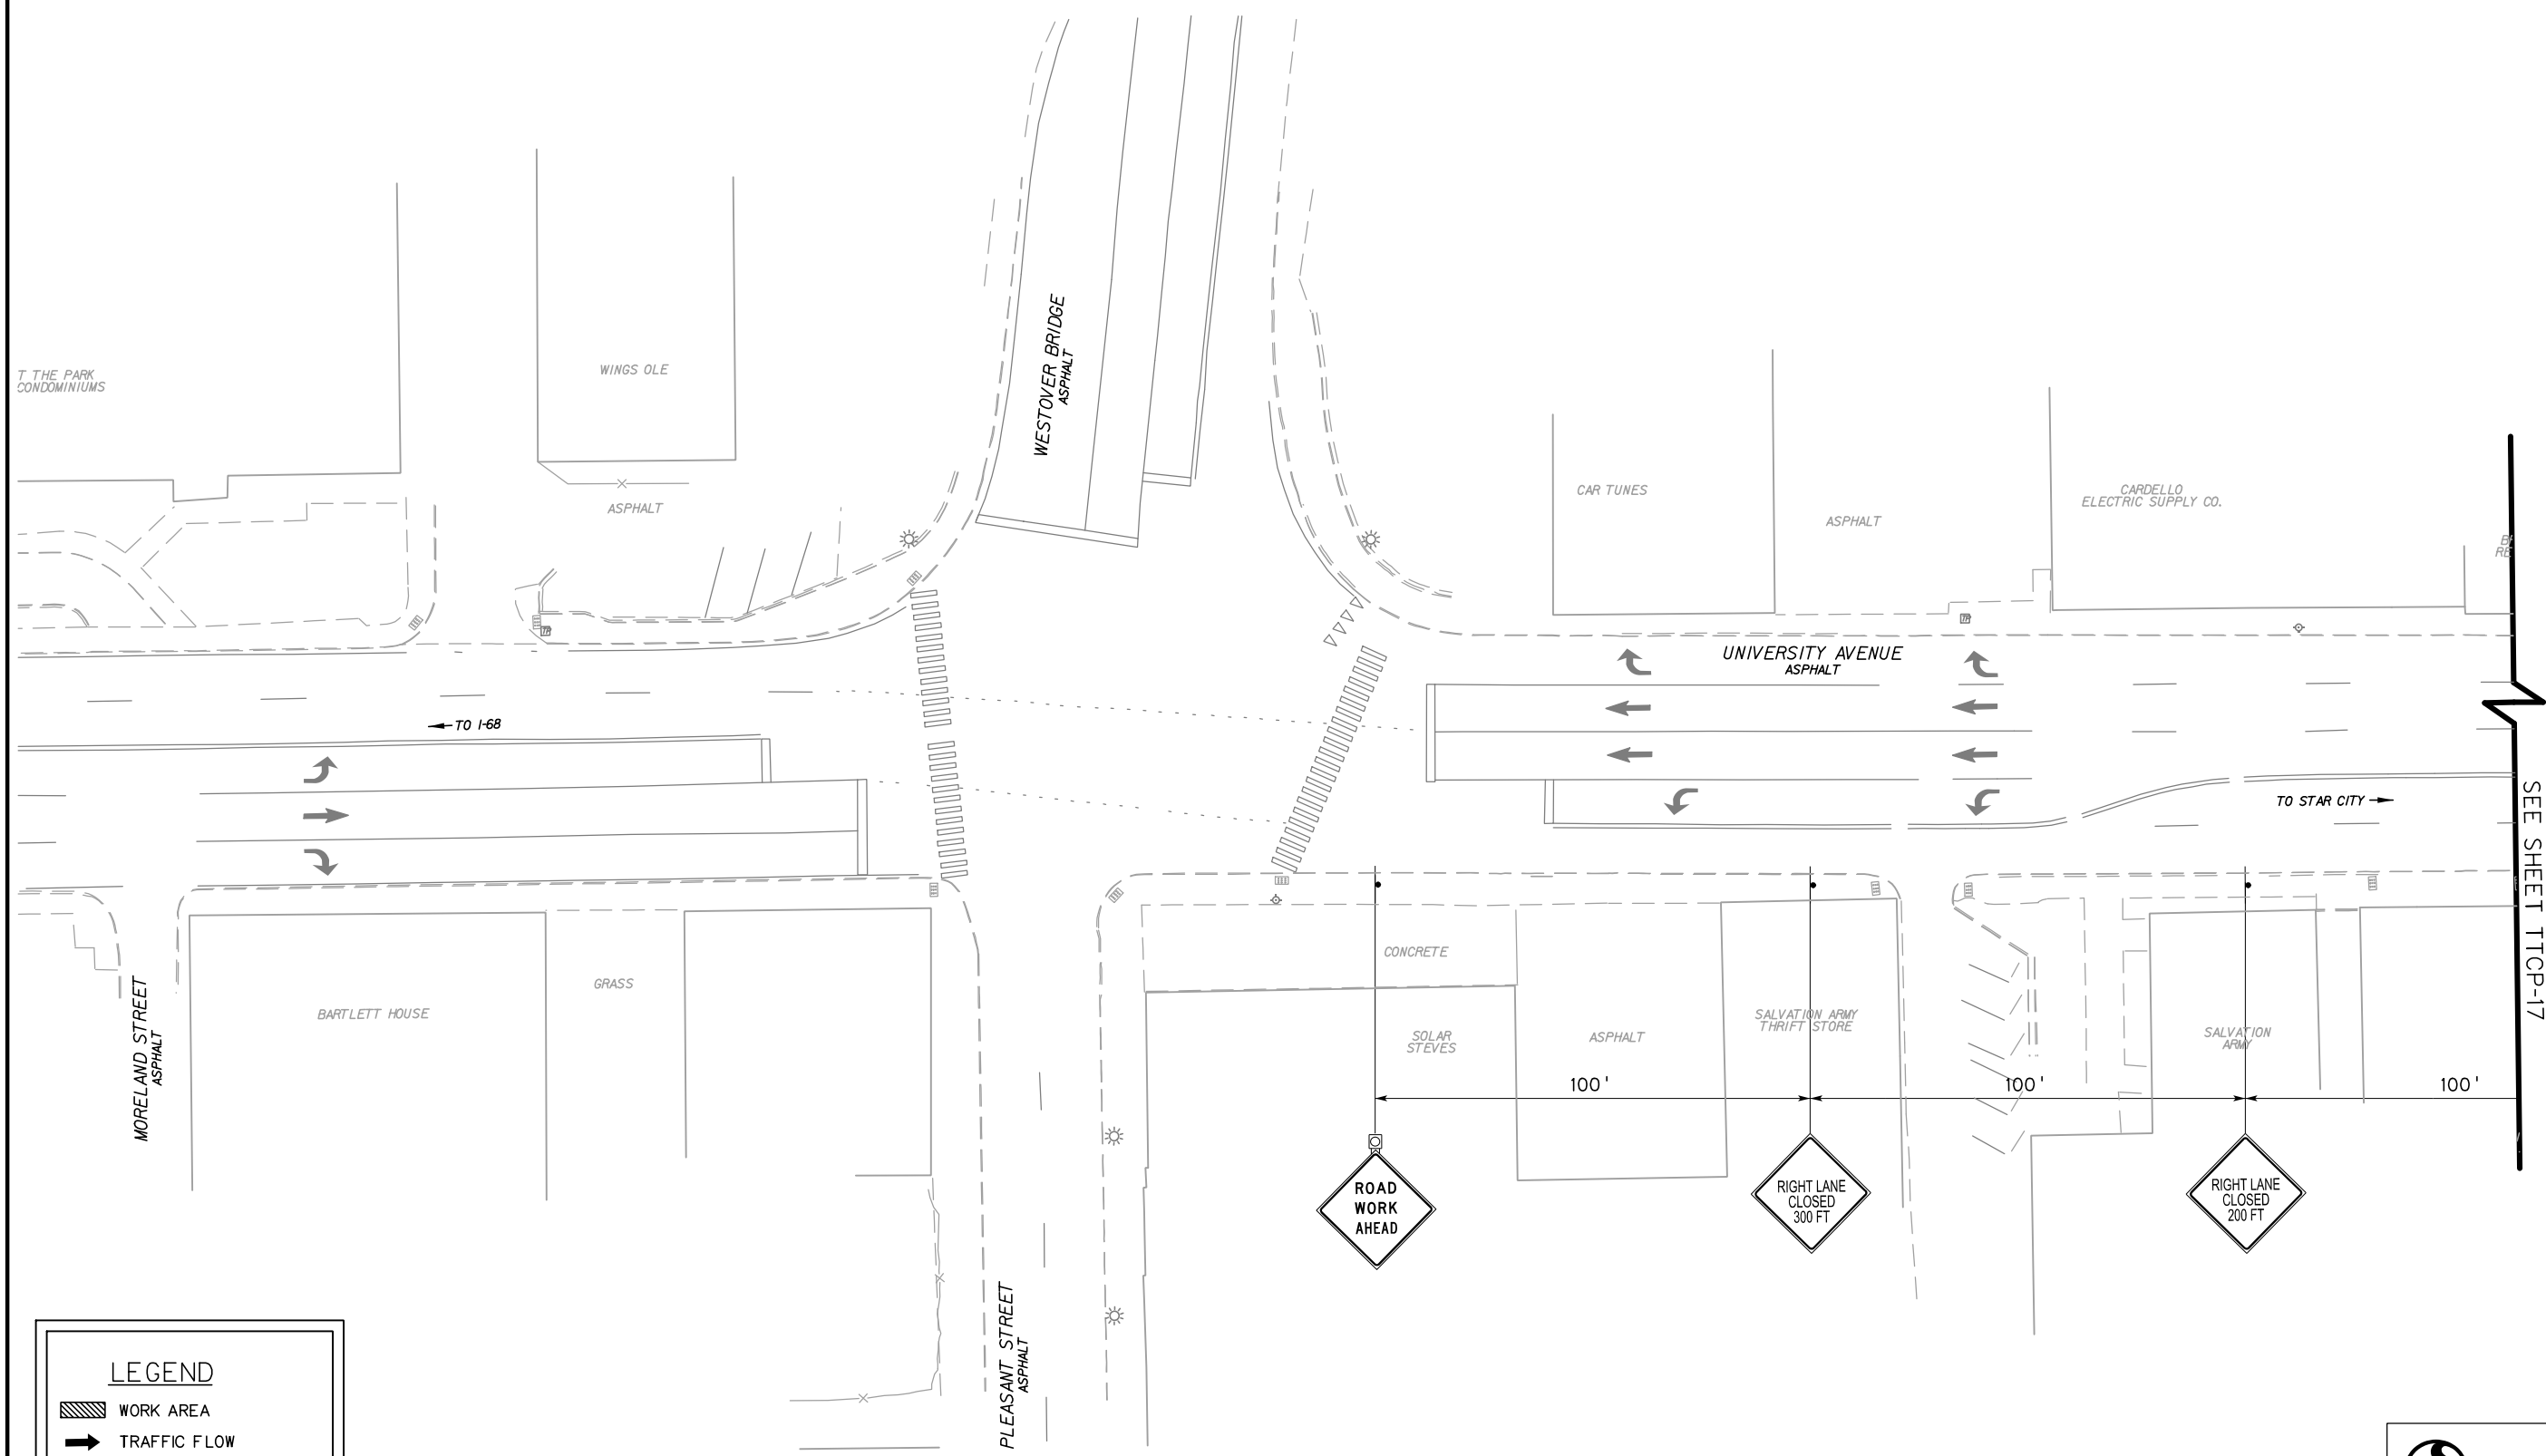 T THE PARK
CONDOMINIUMS
WINGS OLE
ASPHALT
WESTOVER BRIDGE
ASPHALT
CAR TUNES
ASPHALT
CARDELLO
ELECTRIC SUPPLY CO.
UNIVERSITY AVENUE
ASPHALT
TO I-68
TO STAR CITY
SEE SHEET TTCP-17
MORELAND STREET
ASPHALT
BARTLETT HOUSE
GRASS
PLEASANT STREET
ASPHALT
CONCRETE
SOLAR
STEVES
ASPHALT
SALVATION ARMY
THRIFT STORE
SALVATION
ARMY
100'
100'
100'
ROAD
WORK
AHEAD
RIGHT LANE
CLOSED
300 FT
RIGHT LANE
CLOSED
200 FT
LEGEND
WORK AREA
TRAFFIC FLOW